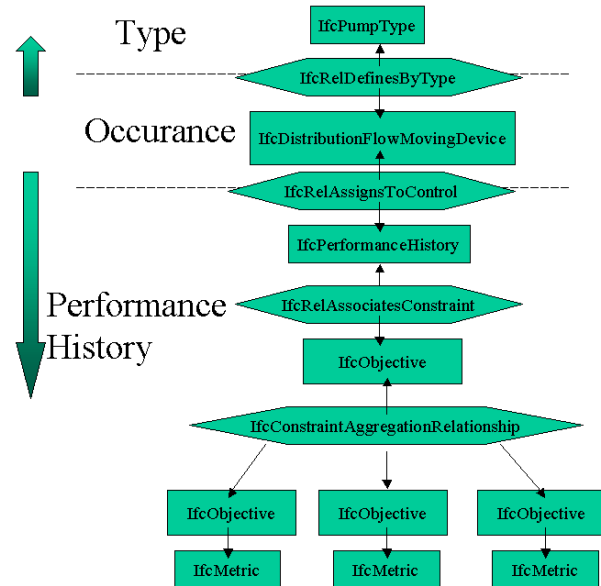 Type
IfcPumpType
IfcRelDefinesByType
Occurance
IfcDistributionFlowMovingDevice
IfcRelAssignsToControl
IfcPerformanceHistory
Performance
History
IfcRelAssociatesConstraint
IfcObjective
IfcConstraintAggregationRelationship
IfcObjective IfcObjective IfcObjective
IfcMetric IfcMetric IfcMetric